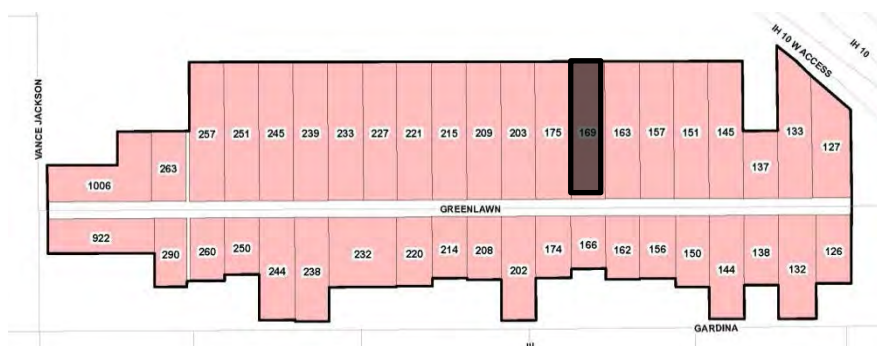 IH 10 W ACCESS
IH 10
VANCE JACKSON
257 251 245 239 233 227 221 215 209 203 175 169 163 157 151 145 133
127
137
263
1006
GREENLAWN
922
290 260 250 232 220 214 208 174 166 162 156 150 138 126
244 238 202 144 132
GARDINA